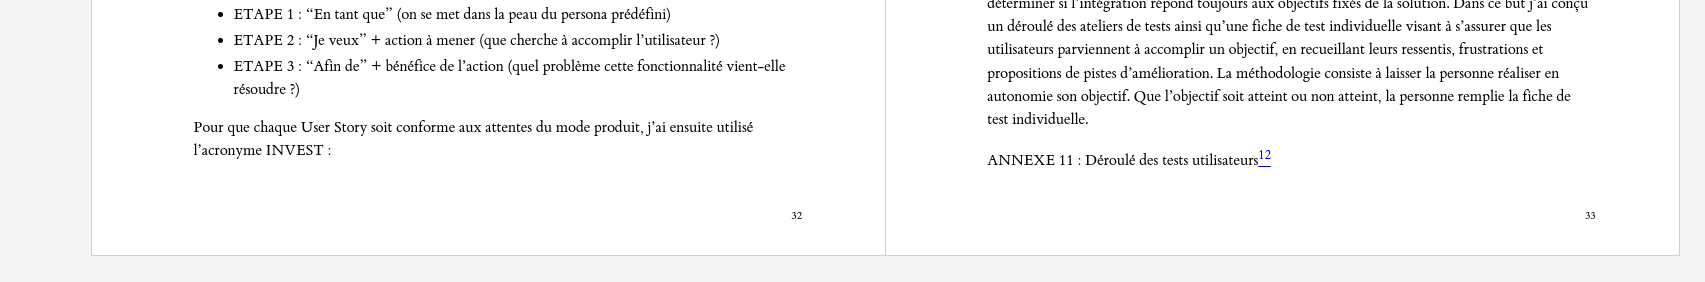 ETAPE 1 : “En tant que” (on se met dans la peau du persona prédéfini)
ETAPE 2 : “Je veux” + action à mener (que cherche à accomplir l’utilisateur ?)
ETAPE 3 : “Afin de” + bénéfice de l’action (quel problème cette fonctionnalité vient-elle
résoudre ?)
Pour que chaque User Story soit conforme aux attentes du mode produit, j’ai ensuite utilisé
l’acronyme INVEST :
32
déterminer si l’intégration répond toujours aux objectifs fixés de la solution. Dans ce but j’ai conçu
un déroulé des ateliers de tests ainsi qu’une fiche de test individuelle visant à s’assurer que les
utilisateurs parviennent à accomplir un objectif, en recueillant leurs ressentis, frustrations et
propositions de pistes d’amélioration. La méthodologie consiste à laisser la personne réaliser en
autonomie son objectif. Que l’objectif soit atteint ou non atteint, la personne remplie la fiche de
test individuelle.
ANNEXE 11 : Déroulé des tests utilisateurs12
33